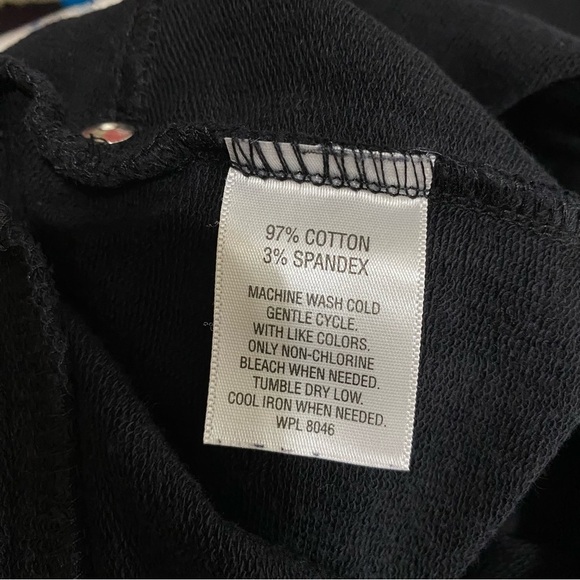 97% COTTON
3% SPANDEX
MACHINE WASH COLD
GENTLE CYCLE.
WITH LIKE COLORS.
ONLY NON-CHLORINE
BLEACH WHEN NEEDED.
TUMBLE DRY LOW.
COOL IRON WHEN NEEDED.
WPL 8046